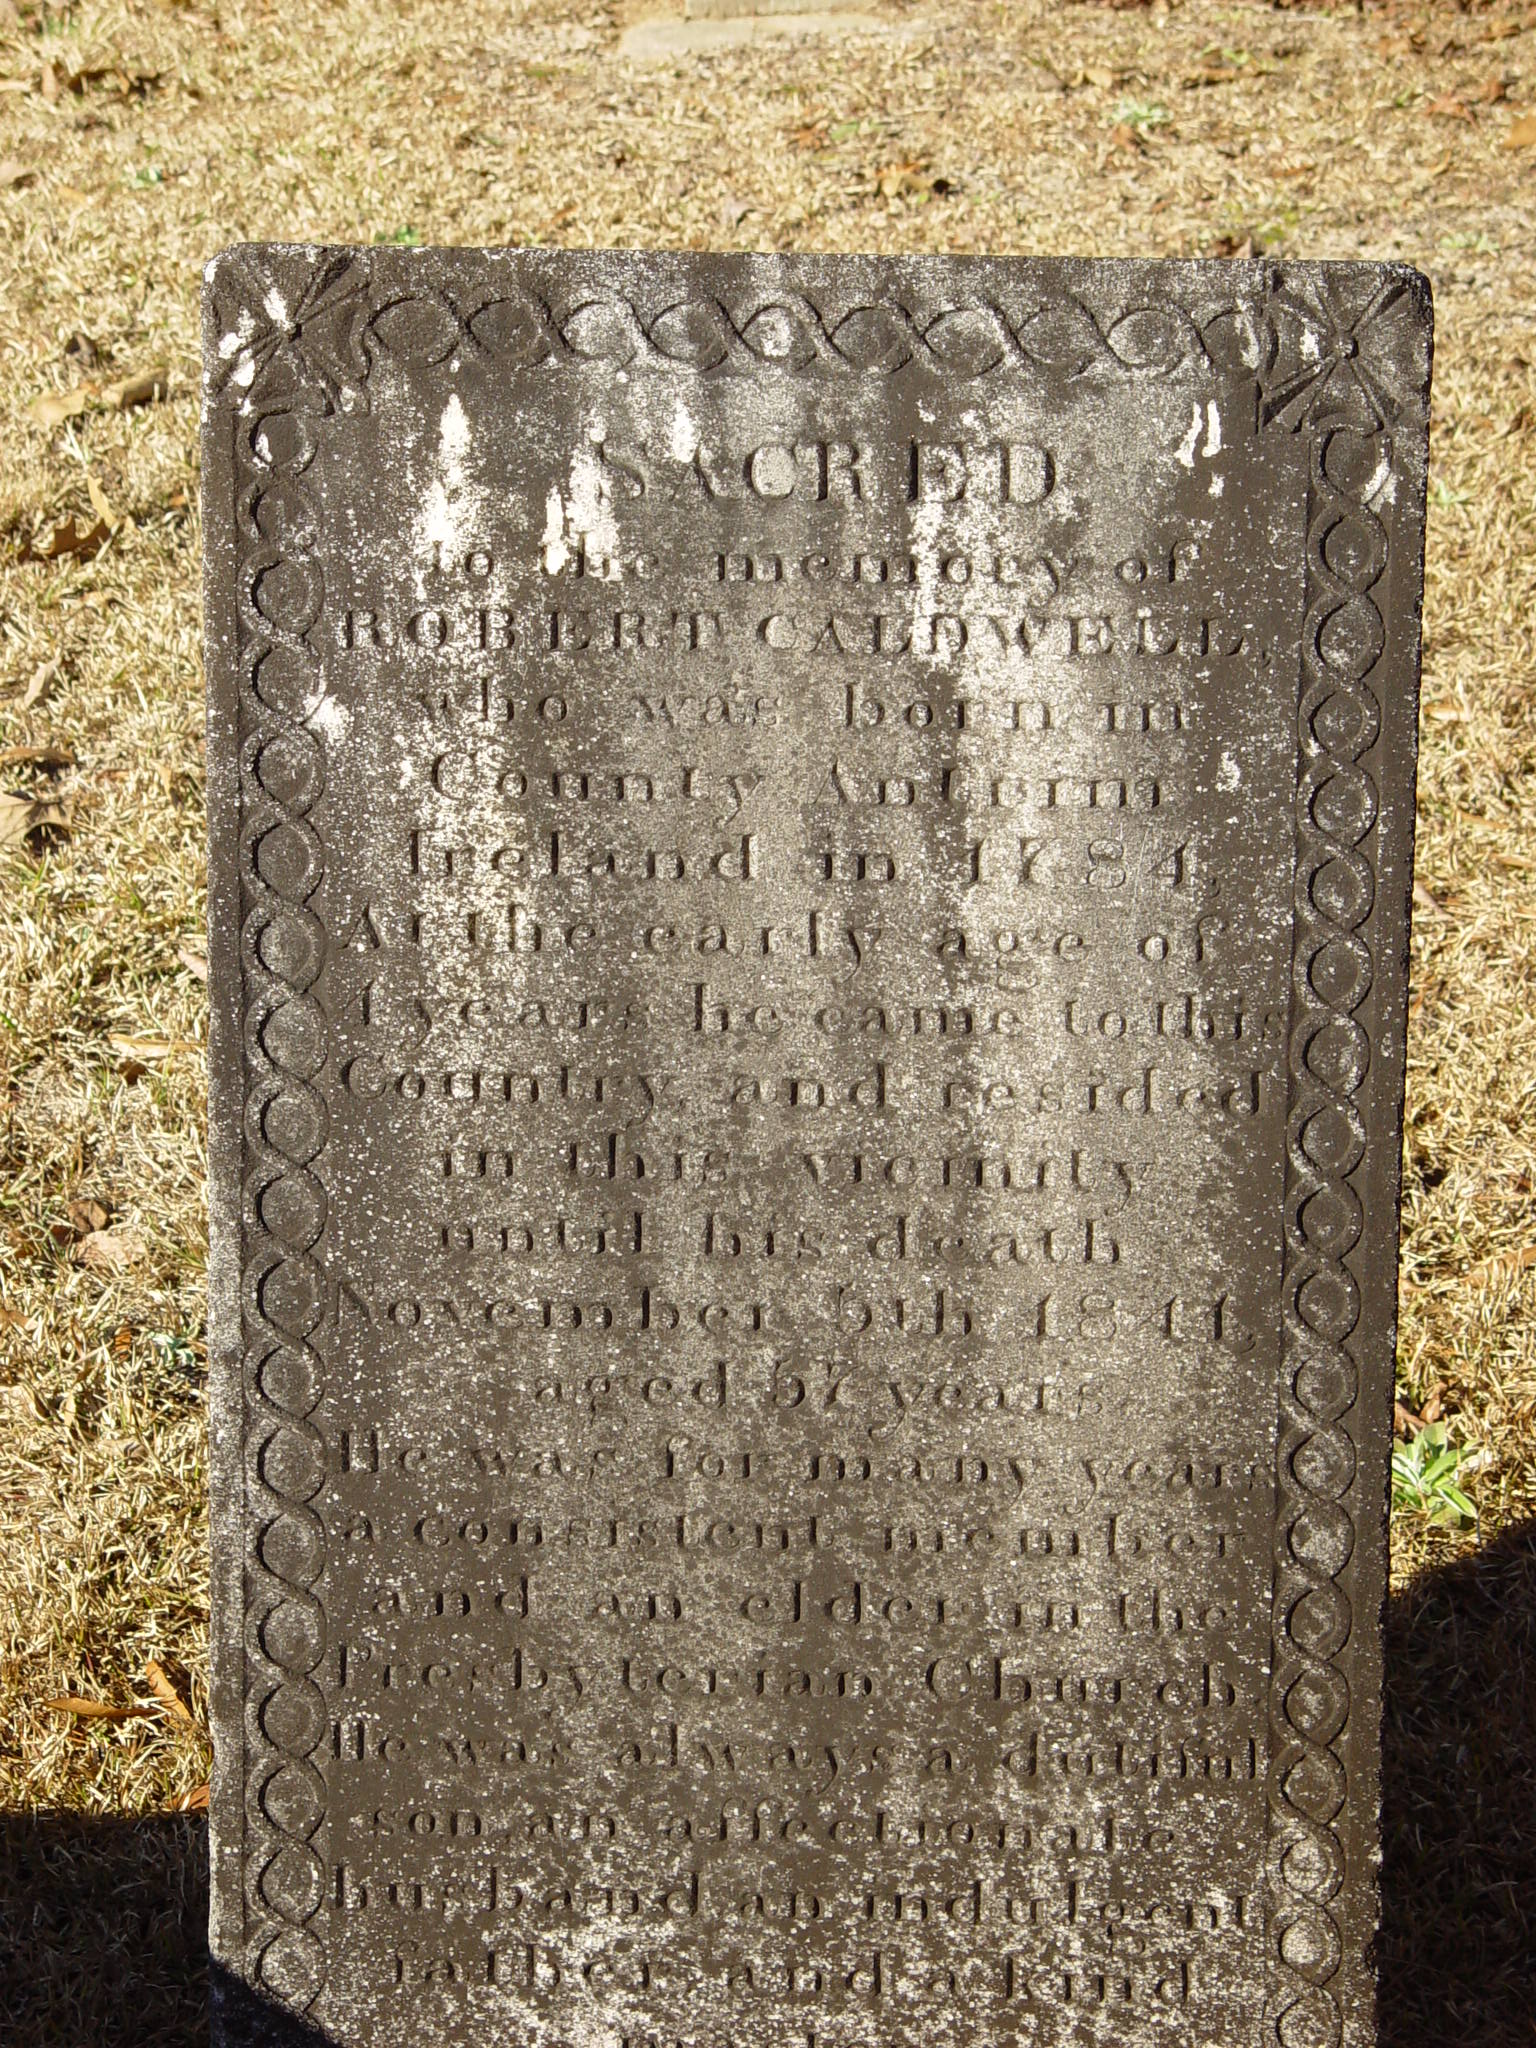 SACRED
to the memory of
ROBERT CALDWELL,
who was born in
County Antrim
Ireland in 1784,
At the early age of
4 years he came to this
Country, and resided
in this vicinity
until his death
November 5th 1841,
aged 57 years
He was for many years
a consistent member
and an elder in the
Presbyterian Church.
He was always a dutiful
son, an affectionate
husband, an indulgent
father, and a kind